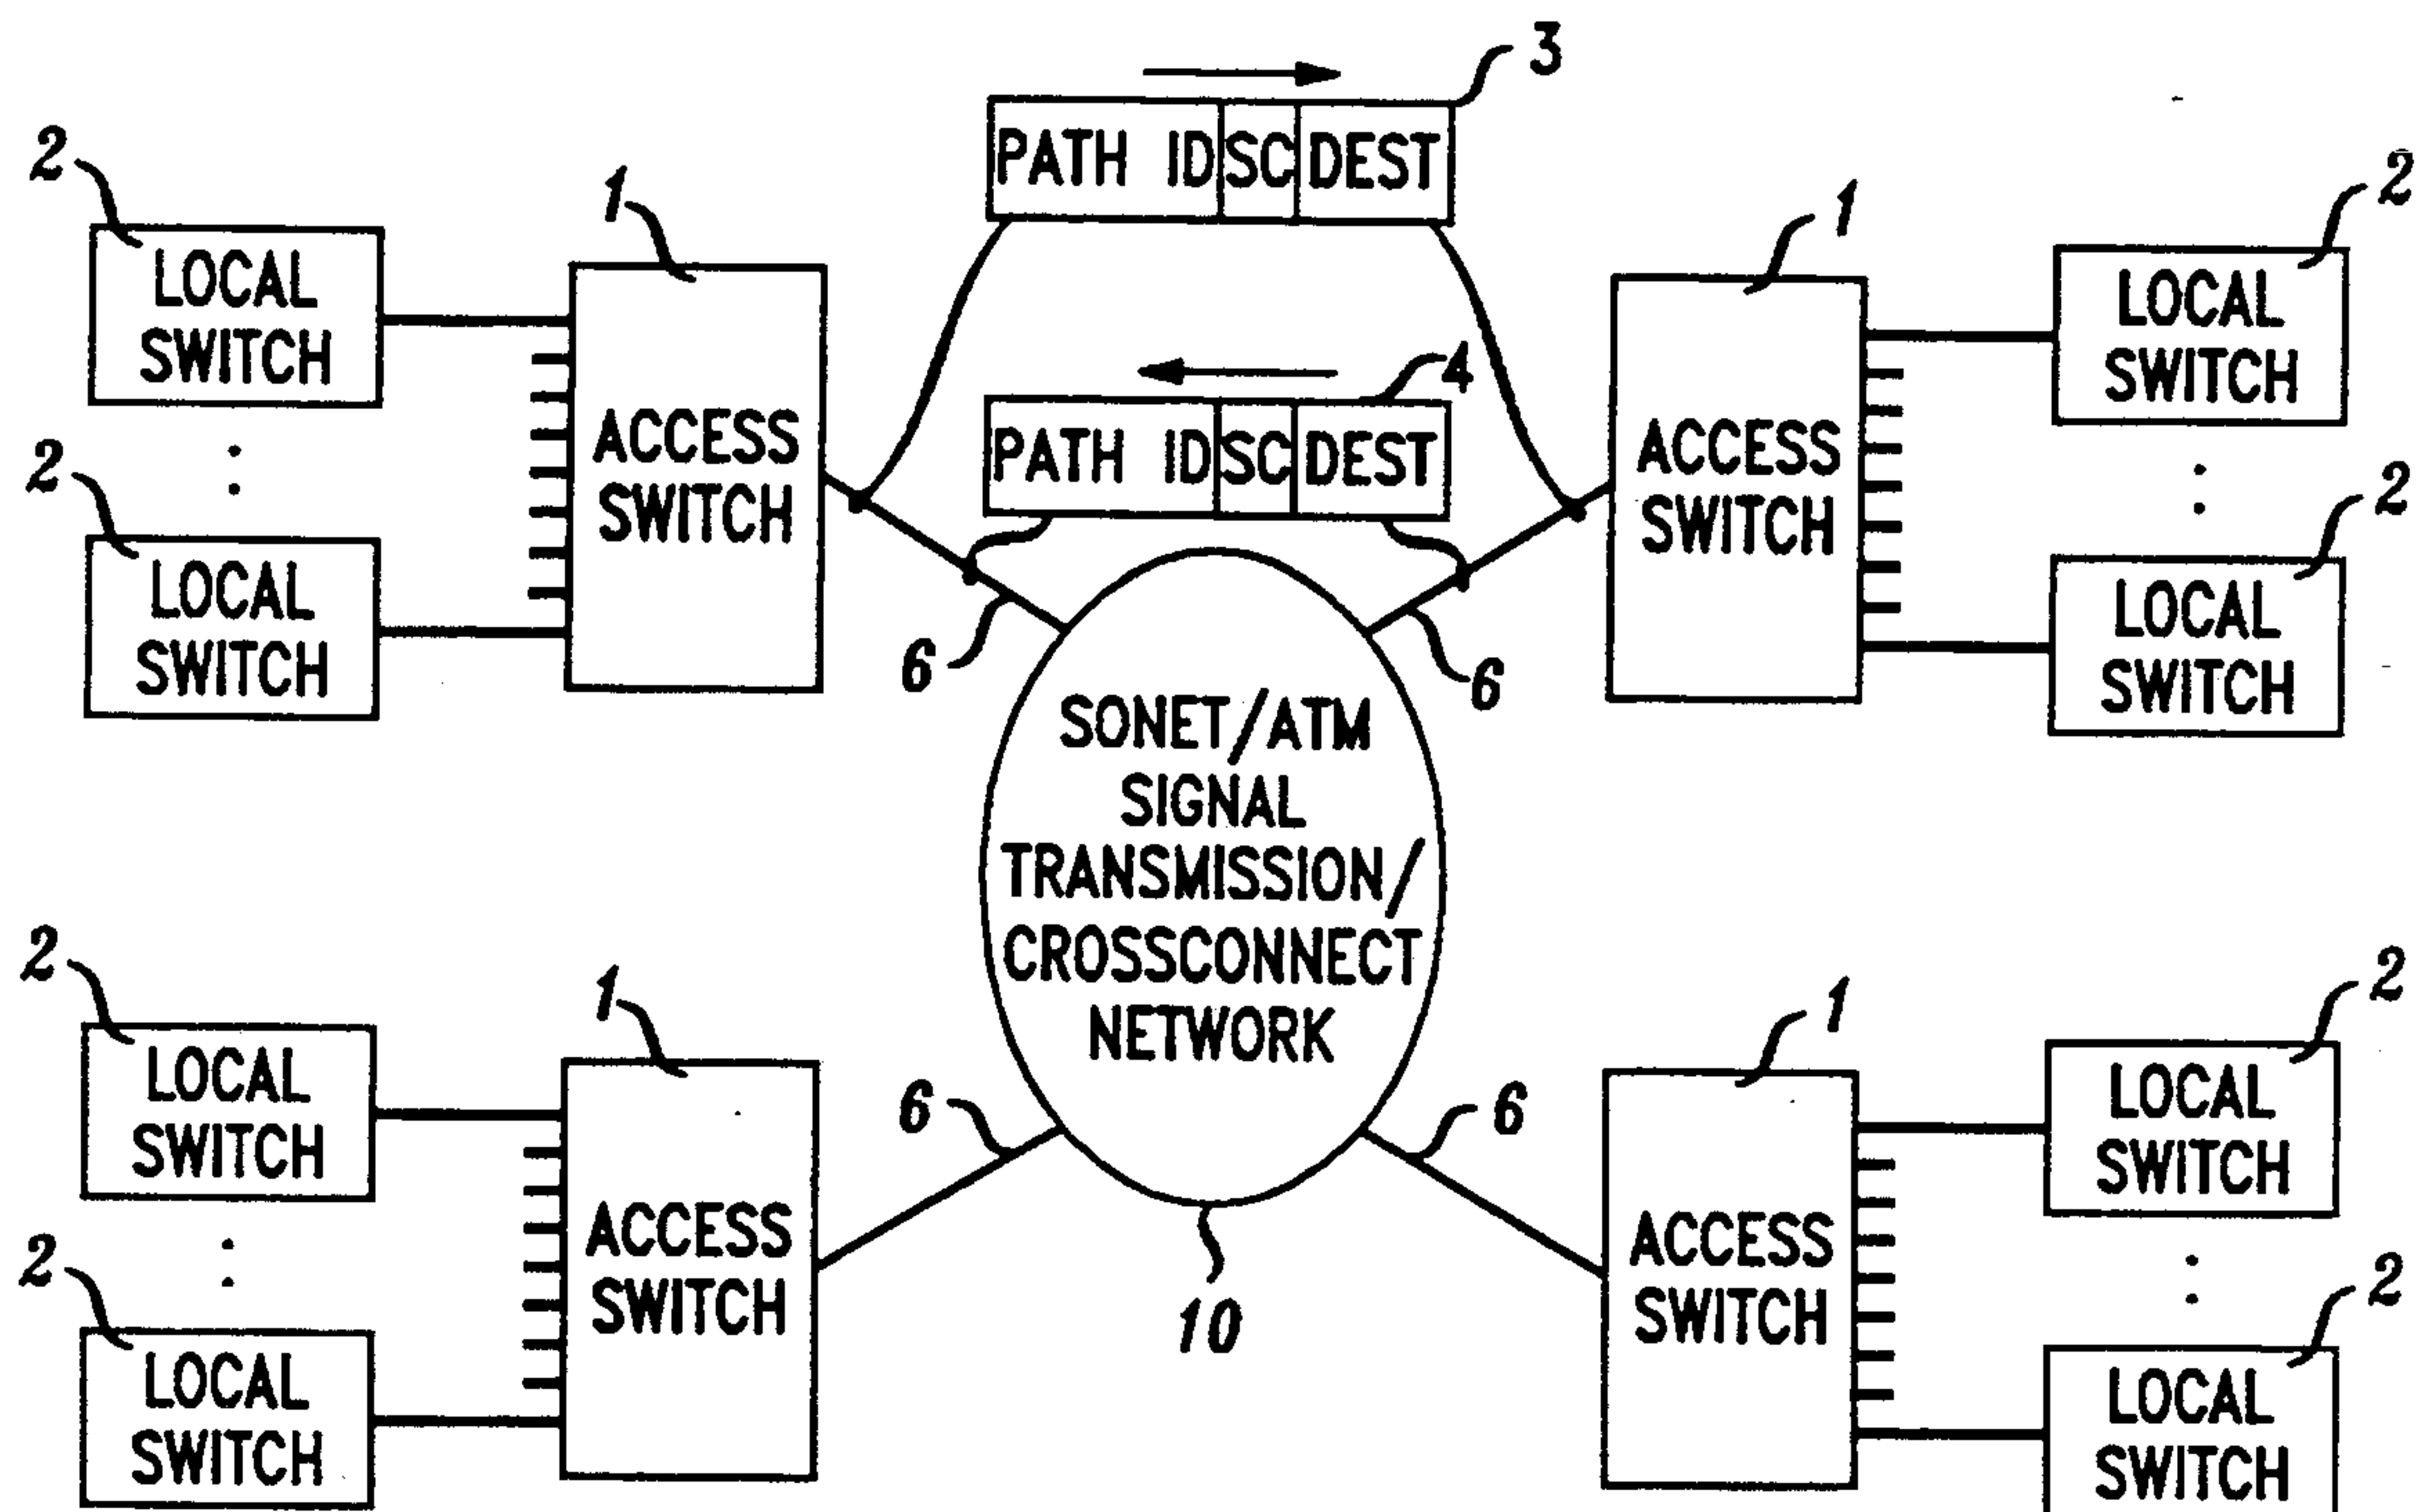 3
PATH ID SC DEST
2
LOCAL
SWITCH
1
ACCESS
SWITCH
2
LOCAL
SWITCH
4
PATH ID SC DEST
6
6
1
ACCESS
SWITCH
2
LOCAL
SWITCH
2
LOCAL
SWITCH
SONET/ATM
SIGNAL
TRANSMISSION/
CROSSCONNECT
NETWORK
10
2
LOCAL
SWITCH
1
ACCESS
SWITCH
2
LOCAL
SWITCH
6
6
1
ACCESS
SWITCH
2
LOCAL
SWITCH
2
LOCAL
SWITCH